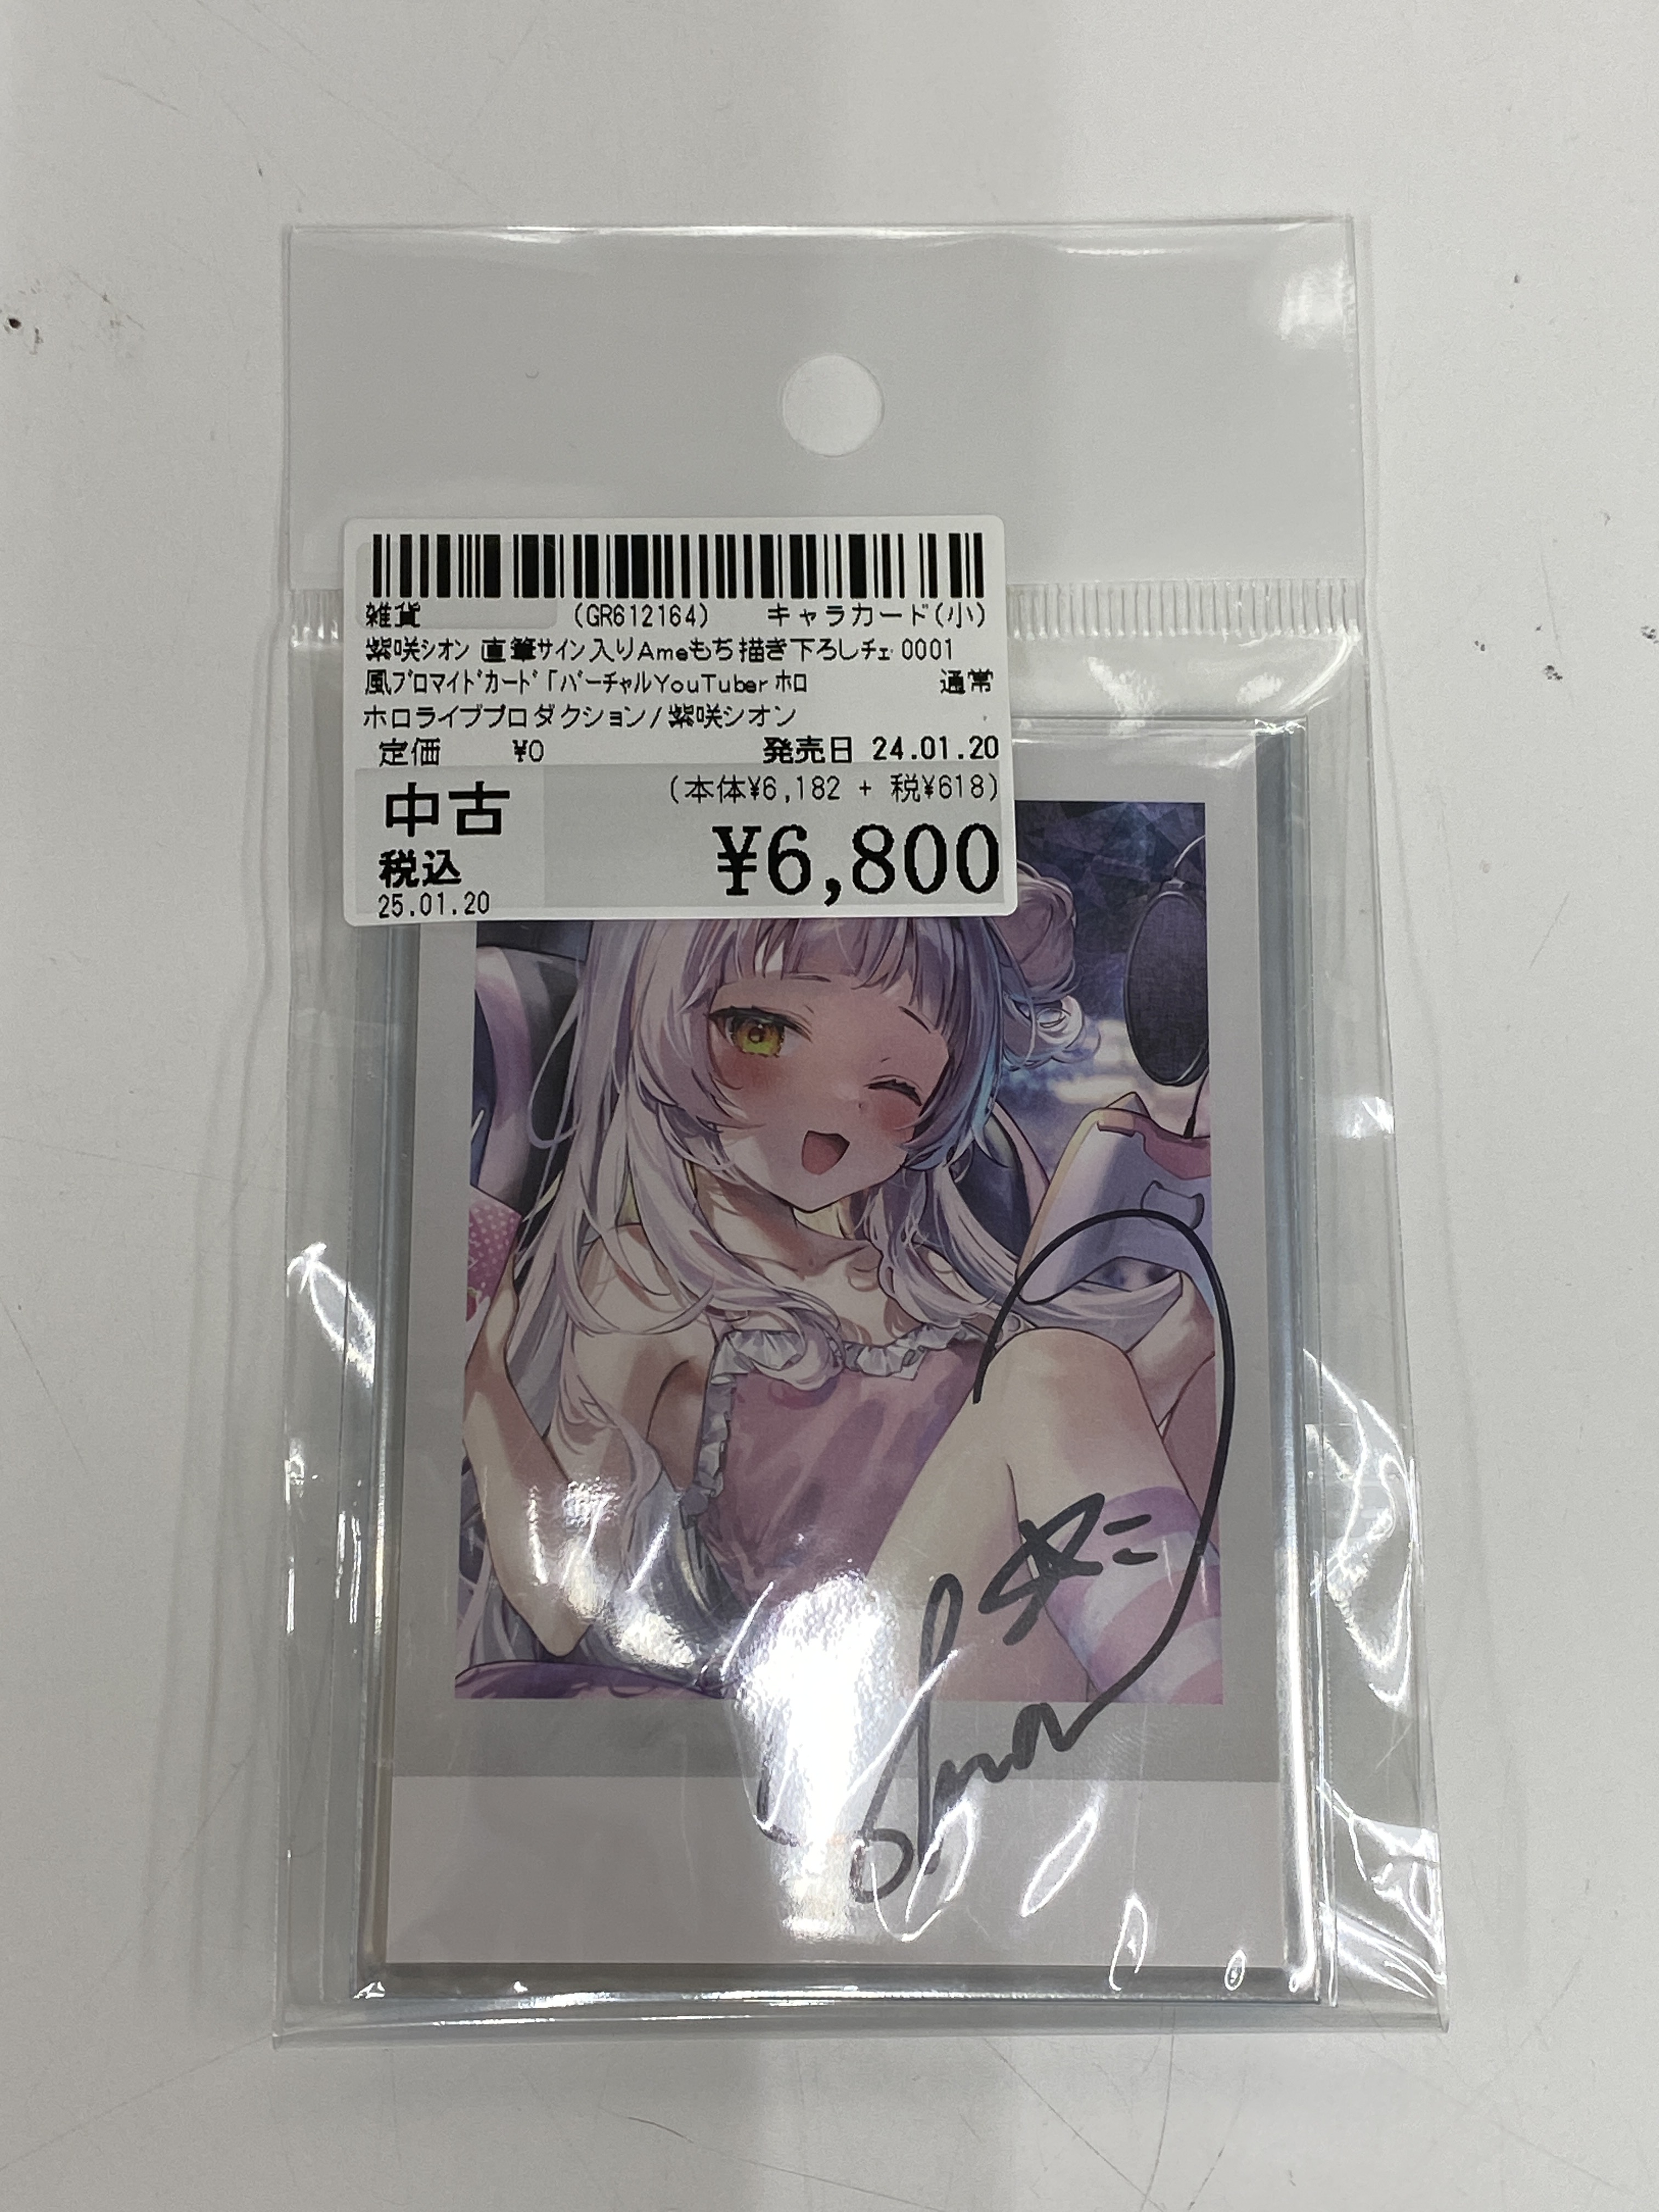 雑貨 (GR612164) キャラカード(小)
紫咲シオン 直筆サイン入りAmeもち描き下ろしチェ 0001
風ブロマイドカード「バーチャルYouTuber ホロ 通常
ホロライブプロダクション/紫咲シオン
定価 ¥0 発売日 24.01.20
中古 (本体¥6,182 + 税¥618)
税込 ¥6,800
25.01.20